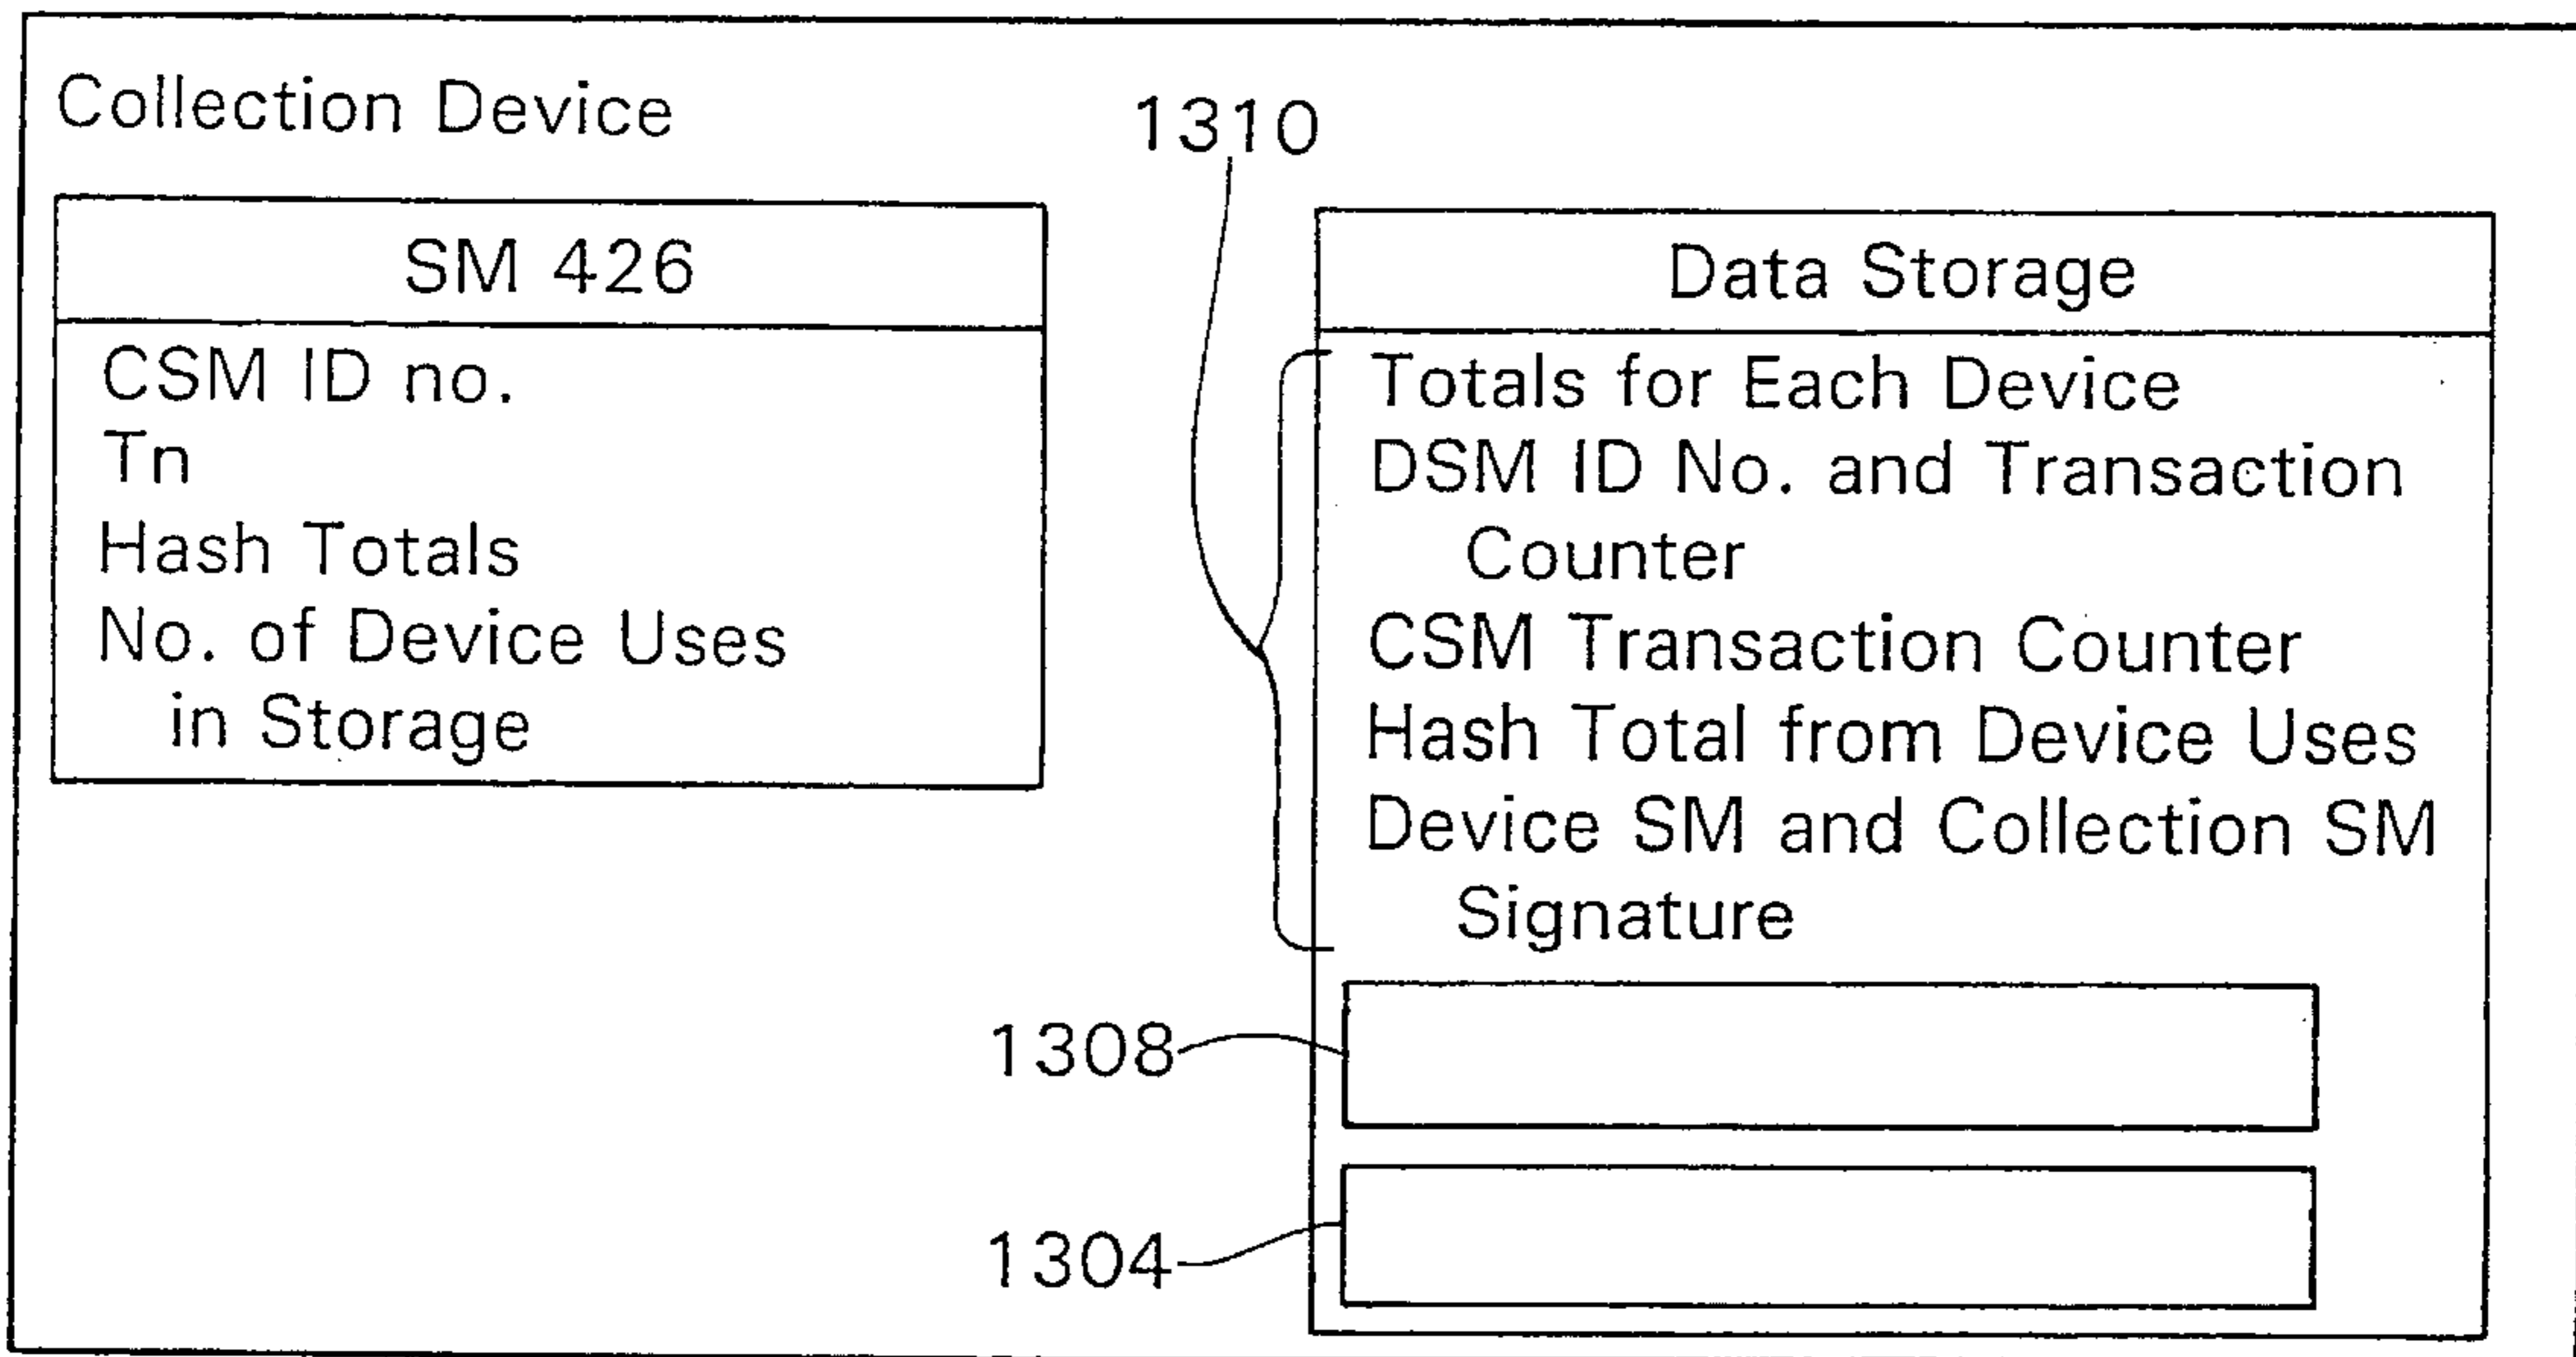 Collection Device
1310
SM 426
CSM ID no.
Tn
Hash Totals
No. of Device Uses
in Storage
Data Storage
Totals for Each Device
DSM ID No. and Transaction
Counter
CSM Transaction Counter
Hash Total from Device Uses
Device SM and Collection SM
Signature
1308
1304